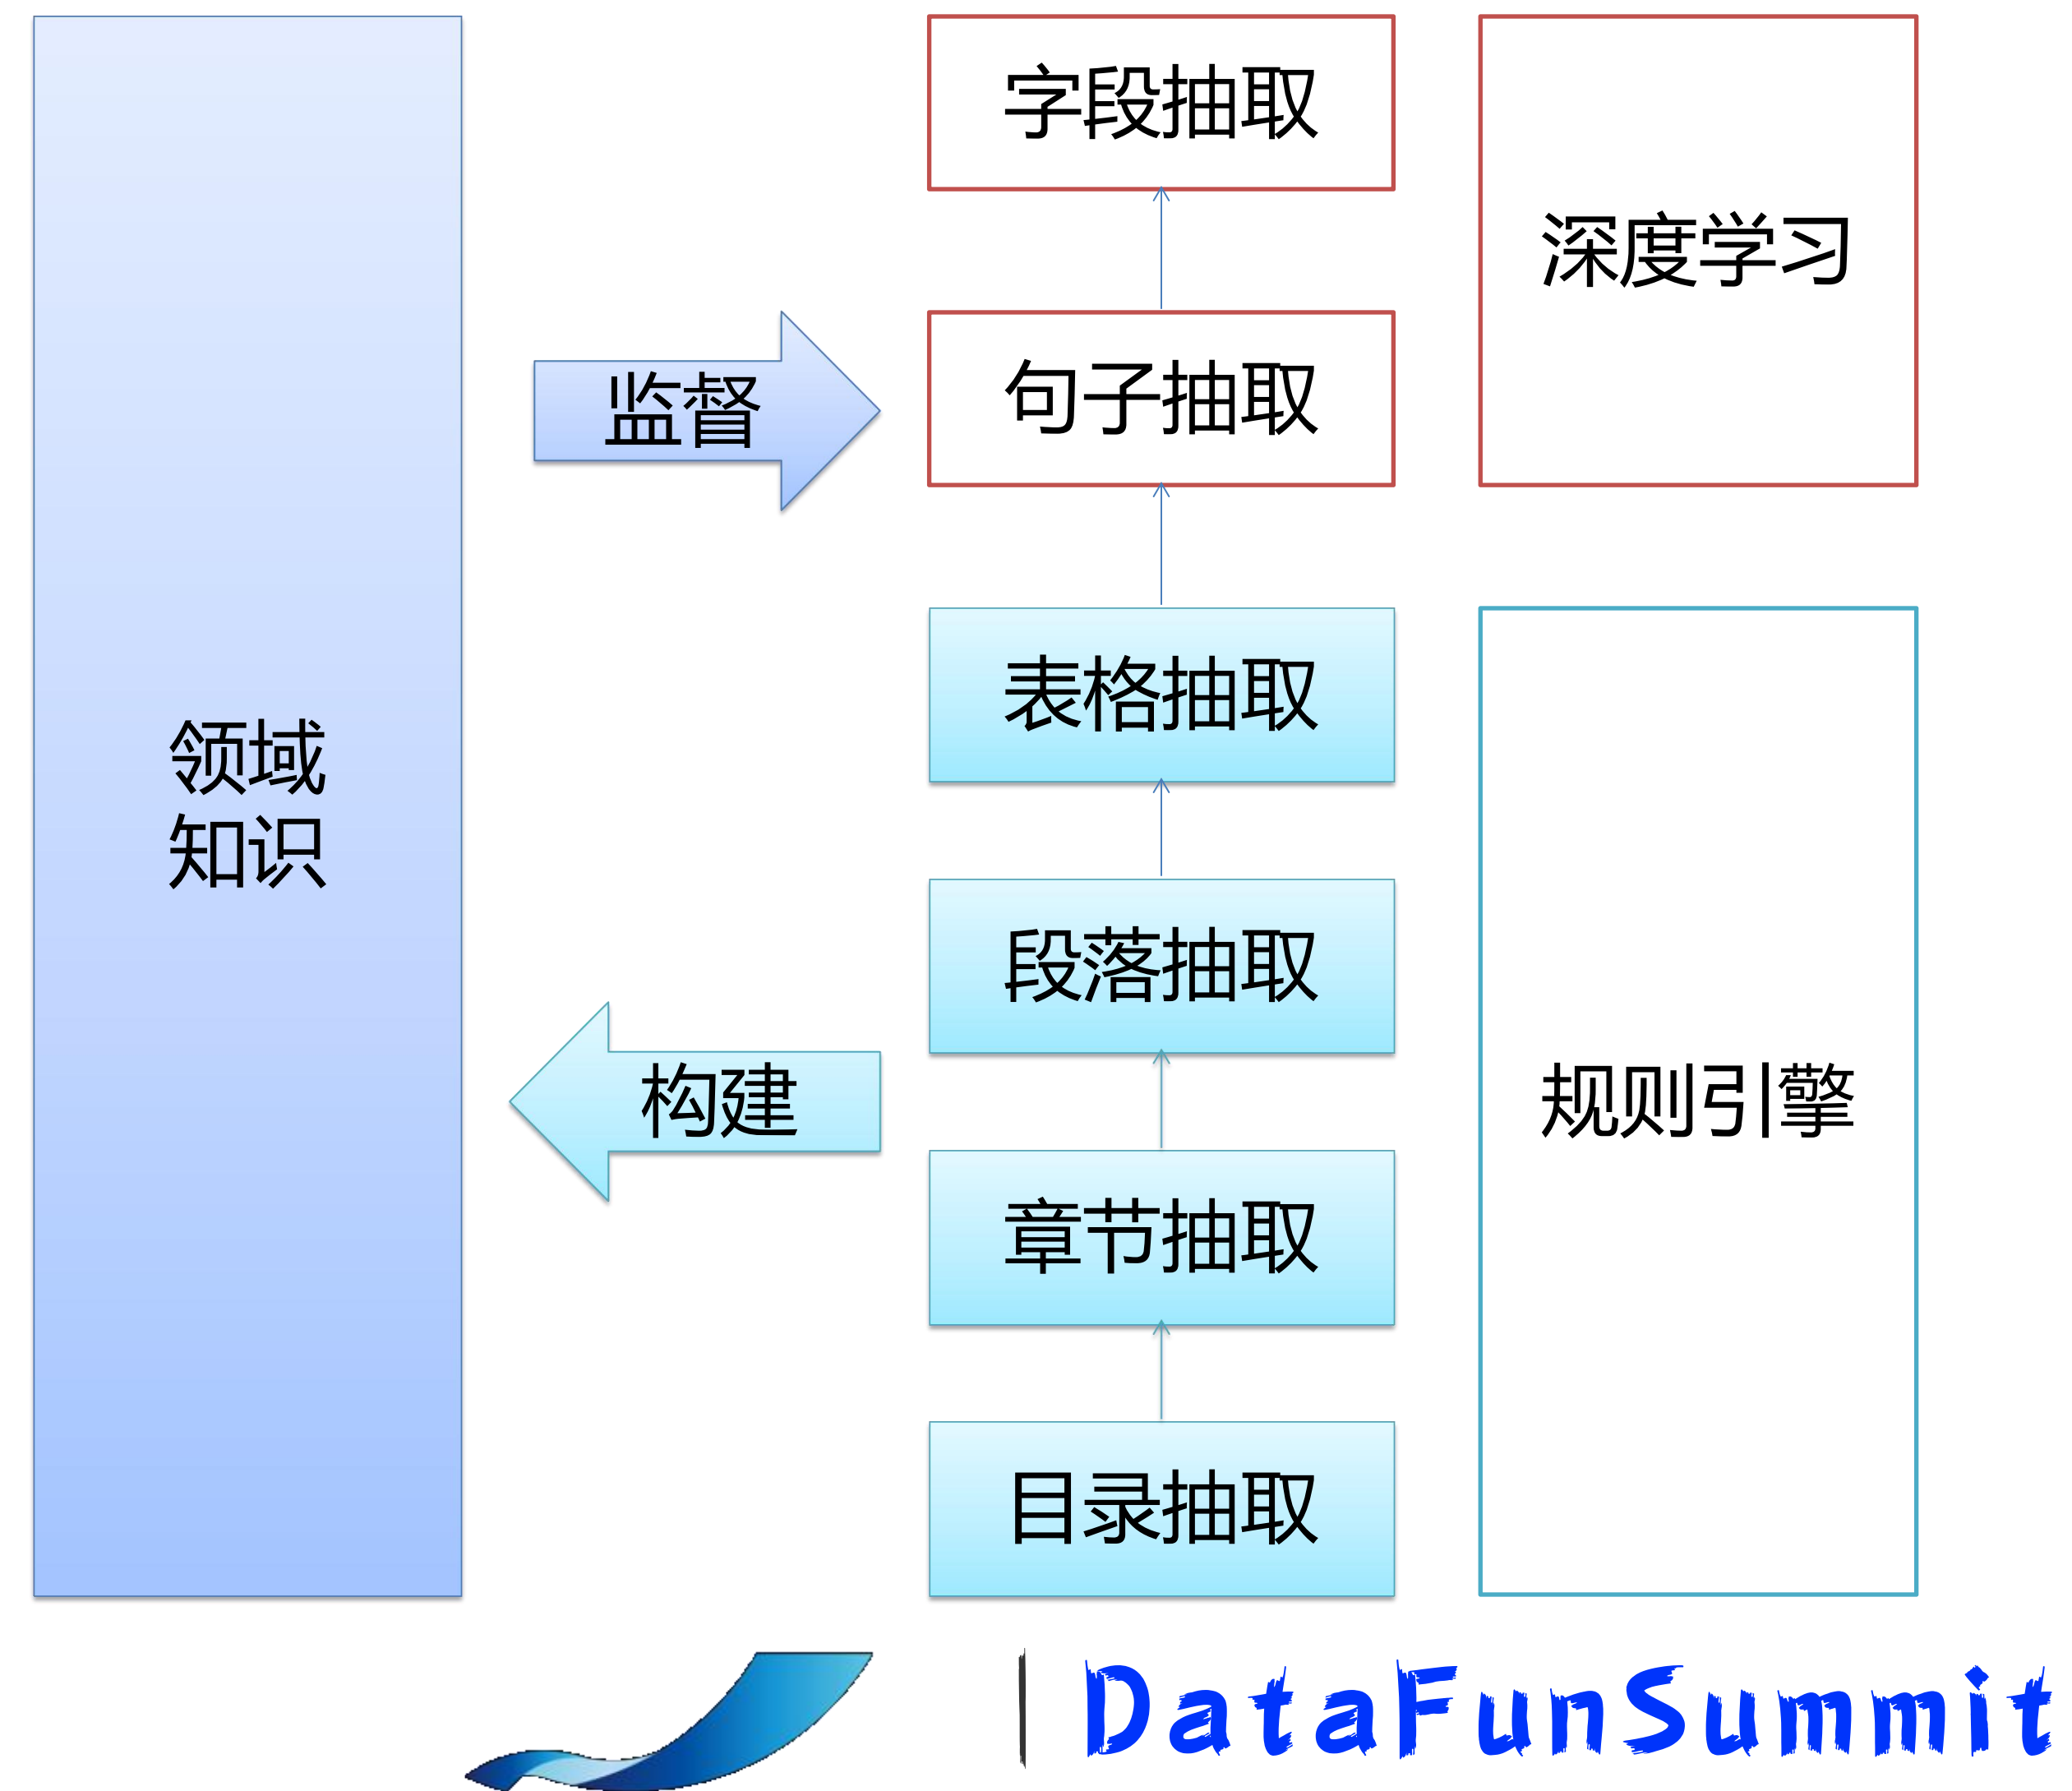 领域
知识
监督
构建
字段抽取
句子抽取
表格抽取
段落抽取
章节抽取
目录抽取
深度学习
规则引擎
| DataFunSummit